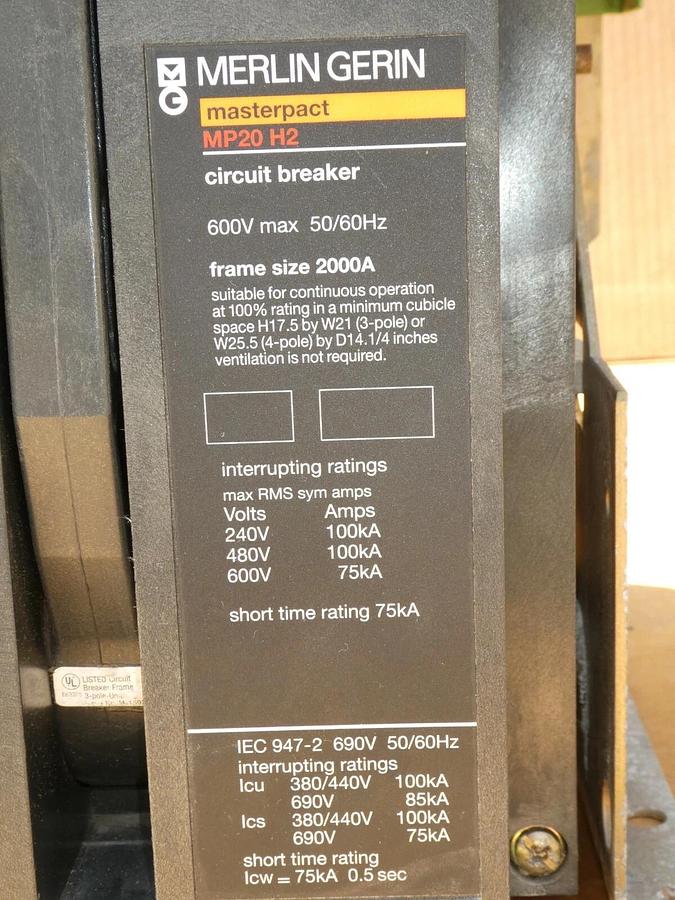 MERLIN GERIN
masterpact
MP20 H2
circuit breaker
600V max 50/60Hz
frame size 2000A
suitable for continuous operation
at 100% rating in a minimum cubicle
space H17.5 by W21 (3-pole) or
W25.5 (4-pole) by D14.1/4 inches
ventilation is not required.
interrupting ratings
max RMS sym amps
Volts Amps
240V 100kA
480V 100kA
600V 75kA
short time rating 75kA
UL LISTED Circuit
Breaker Frame
3-pole
IEC 947-2 690V 50/60Hz
interrupting ratings
Icu 380/440V 100kA
690V 85kA
Ics 380/440V 100kA
690V 75kA
short time rating
Icw = 75kA 0.5 sec